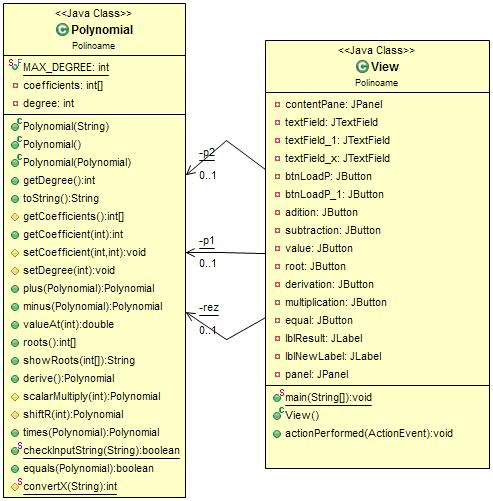 <<Java Class>>
Polynomial
Polinoame
MAX_DEGREE: int
coefficients: int[]
degree: int
Polynomial(String)
Polynomial()
Polynomial(Polynomial)
getDegree():int
toString():String
getCoefficients():int[]
getCoefficient(int):int
setCoefficient(int,int):void
setDegree(int):void
plus(Polynomial):Polynomial
minus(Polynomial):Polynomial
valueAt(int):double
roots():int[]
showRoots(int[]):String
derive():Polynomial
scalarMultiply(int):Polynomial
shiftR(int):Polynomial
times(Polynomial):Polynomial
checkInputString(String):boolean
equals(Polynomial):boolean
convertX(String):int
-p2
0..1
-p1
0..1
-rez
0..1
<<Java Class>>
View
Polinoame
contentPane: JPanel
textField: JTextField
textField_1: JTextField
textField_x: JTextField
btnLoadP: JButton
btnLoadP_1: JButton
adition: JButton
subtraction: JButton
value: JButton
root: JButton
derivation: JButton
multiplication: JButton
equal: JButton
lblResult: JLabel
lblNewLabel: JLabel
panel: JPanel
main(String[]):void
View()
actionPerformed(ActionEvent):void